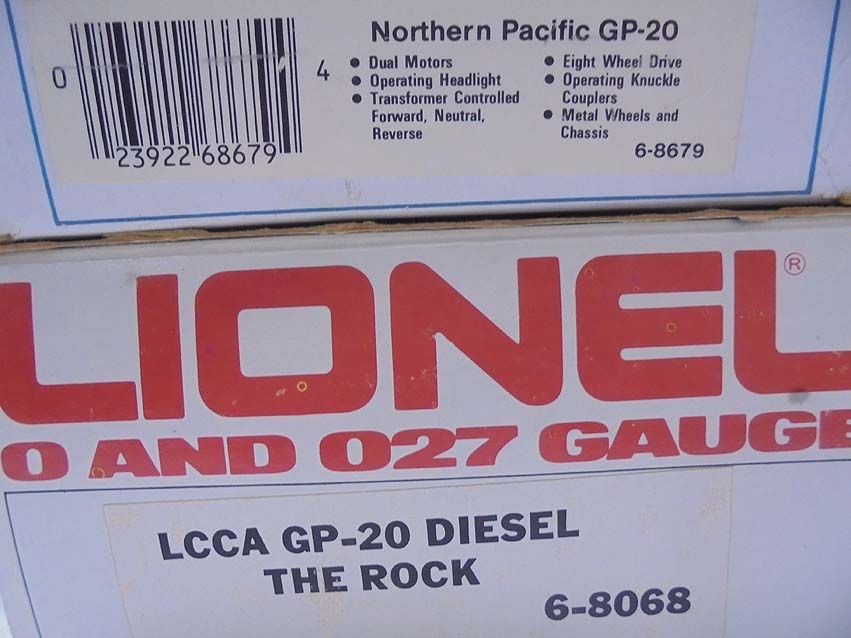 Northern Pacific GP-20
● Dual Motors
● Operating Headlight
● Transformer Controlled
Forward, Neutral,
Reverse
● Eight Wheel Drive
● Operating Knuckle
Couplers
● Metal Wheels and
Chassis
6-8679
0 23922 68679 4
LIONEL®
O AND O27 GAUGE
LCCA GP-20 DIESEL
THE ROCK
6-8068